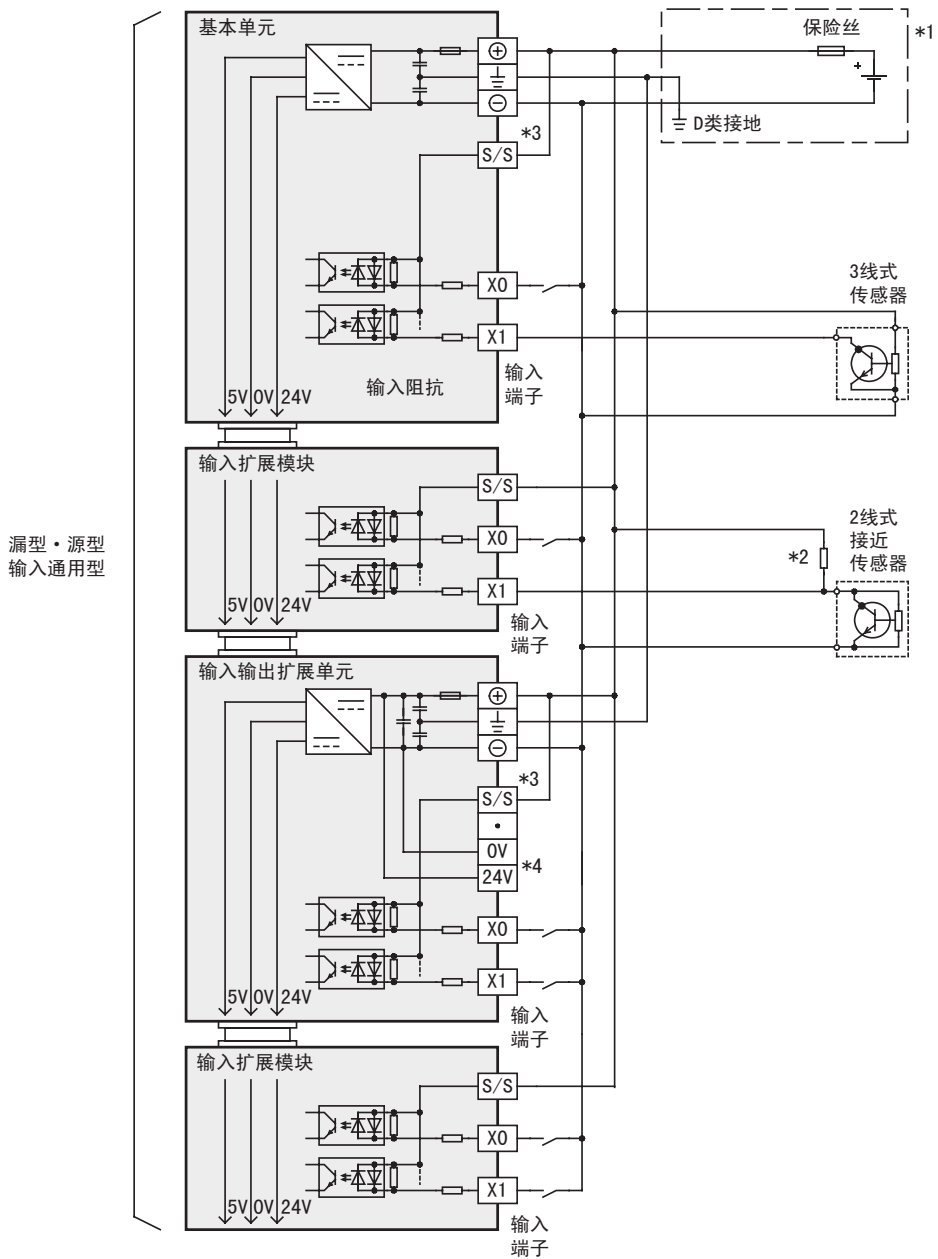 基本单元
保险丝
*1
+
D类接地
*3
S/S
X0
X1
3线式
传感器
输入
端子
输入阻抗
5V 0V 24V
输入扩展模块
S/S
X0
X1
2线式
接近
传感器
*2
漏型・源型
输入通用型
5V 0V 24V
输入
端子
输入输出扩展单元
*3
S/S
0V
24V
*4
X0
X1
5V 0V 24V
输入
端子
输入扩展模块
S/S
X0
X1
5V 0V 24V
输入
端子